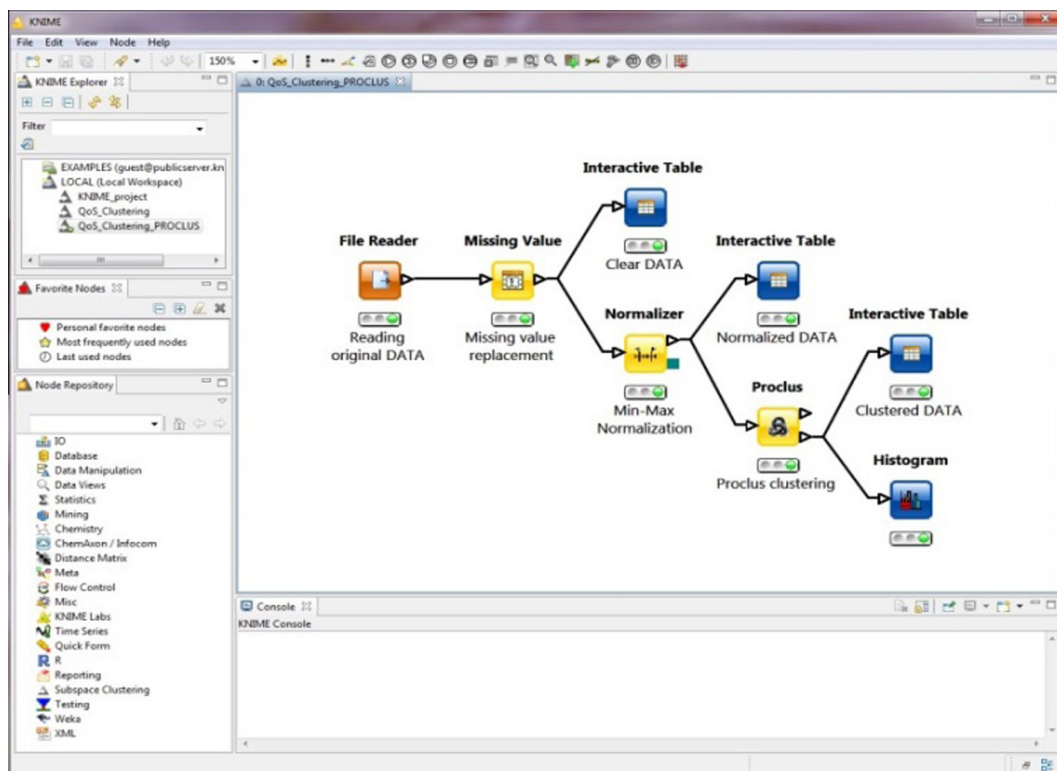 KNIME
File Edit View Node Help
150%
KNIME Explorer
0: QoS_Clustering_PROCLUS
Filter
EXAMPLES (guest@publicserver.kn
LOCAL (Local Workspace)
KNIME_project
QoS_Clustering
QoS_Clustering_PROCLUS
Favorite Nodes
Personal favorite nodes
Most frequently used nodes
Last used nodes
Node Repository
IO
Database
Data Manipulation
Data Views
Statistics
Mining
Chemistry
ChemAxon / Infocom
Distance Matrix
Meta
Flow Control
Misc
KNIME Labs
Time Series
Quick Form
R
Reporting
Subspace Clustering
Testing
Weka
XML
File Reader
Reading
original DATA
Missing Value
Missing value
replacement
Interactive Table
Clear DATA
Normalizer
Min-Max
Normalization
Interactive Table
Normalized DATA
Proclus
Proclus clustering
Interactive Table
Clustered DATA
Histogram
Console
KNIME Console